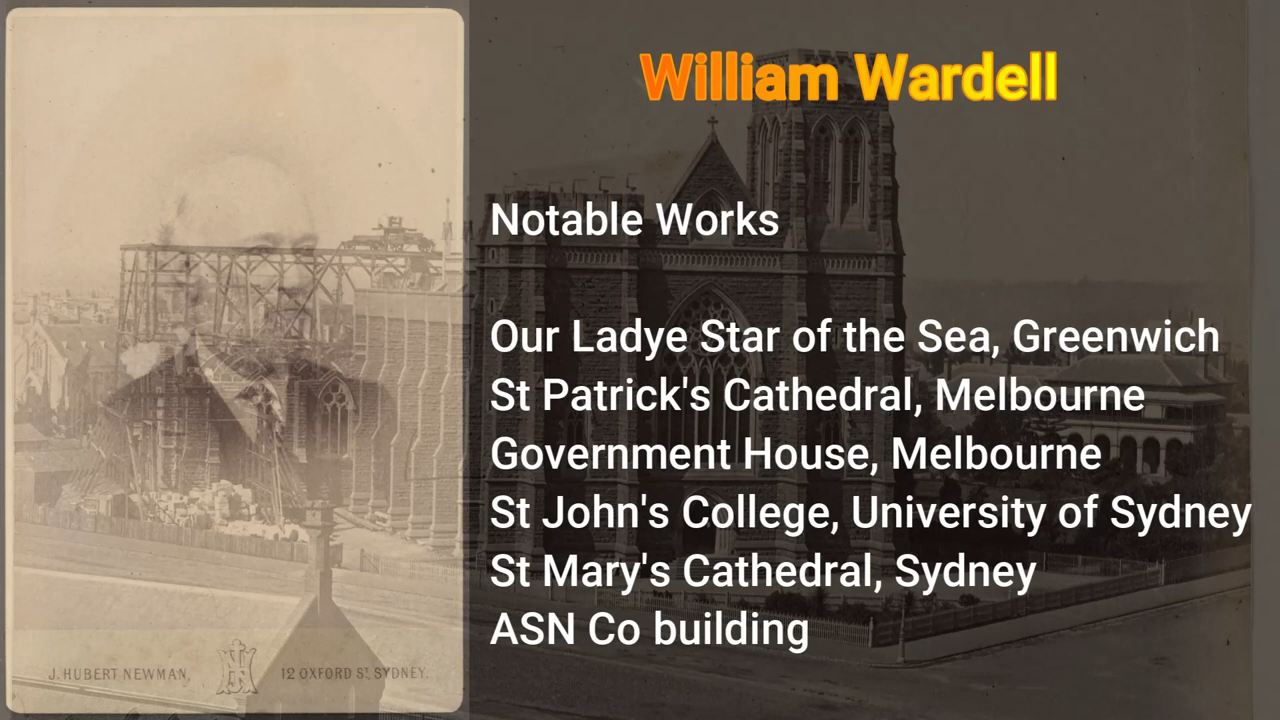 William Wardell
Notable Works
Our Ladye Star of the Sea, Greenwich
St Patrick's Cathedral, Melbourne
Government House, Melbourne
St John's College, University of Sydney
St Mary's Cathedral, Sydney
ASN Co building
J. HUBERT NEWMAN, 12 OXFORD ST. SYDNEY.